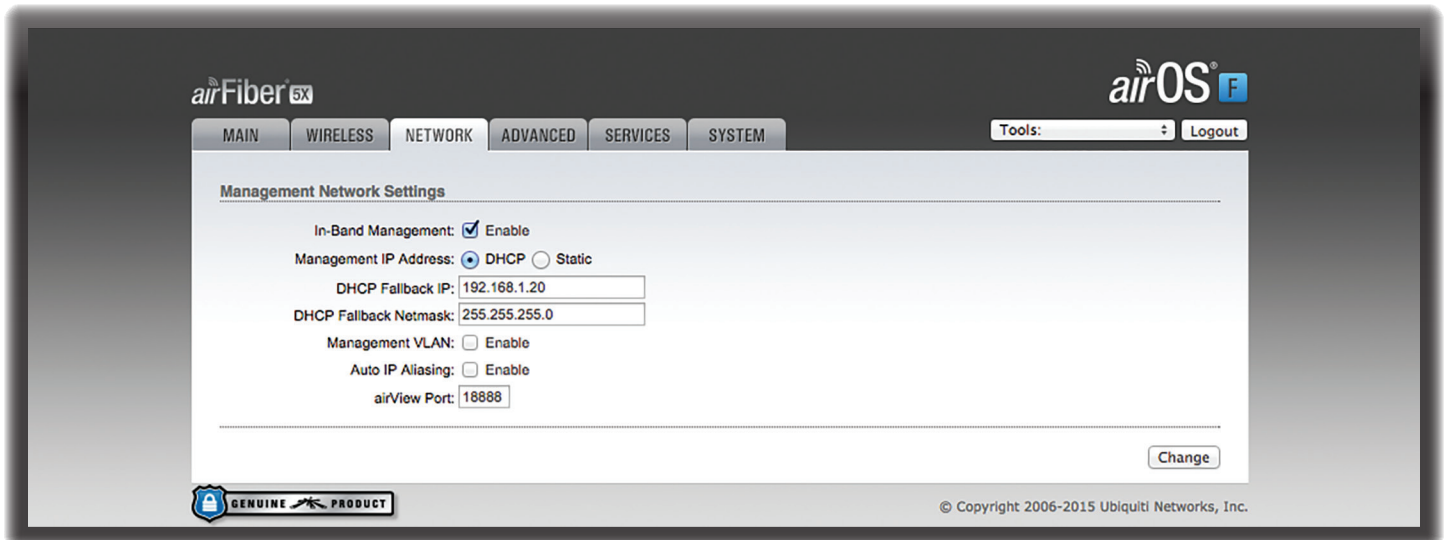 airFiber® 5X
airOS® F
MAIN WIRELESS NETWORK ADVANCED SERVICES SYSTEM Tools: Logout
Management Network Settings
In-Band Management: Enable
Management IP Address: DHCP Static
DHCP Fallback IP: 192.168.1.20
DHCP Fallback Netmask: 255.255.255.0
Management VLAN: Enable
Auto IP Aliasing: Enable
airView Port: 18888
Change
GENUINE PRODUCT
© Copyright 2006-2015 Ubiquiti Networks, Inc.